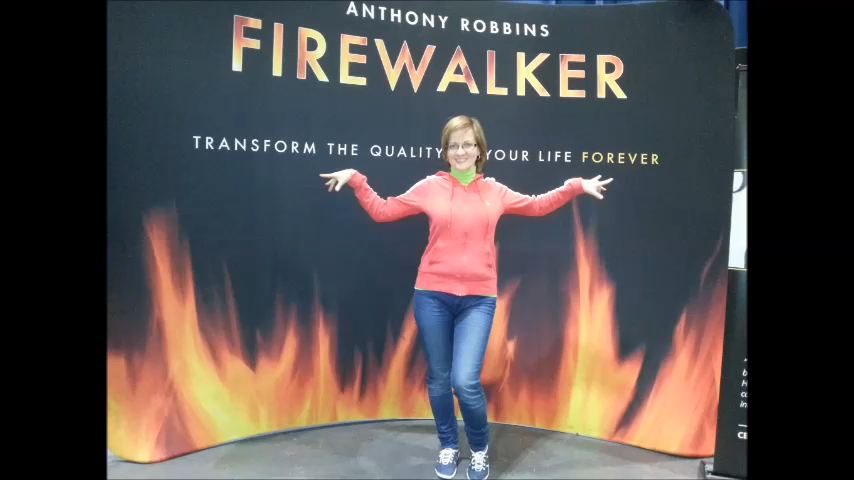 ANTHONY ROBBINS
FIREWALKER
TRANSFORM THE QUALITY YOUR LIFE FOREVER